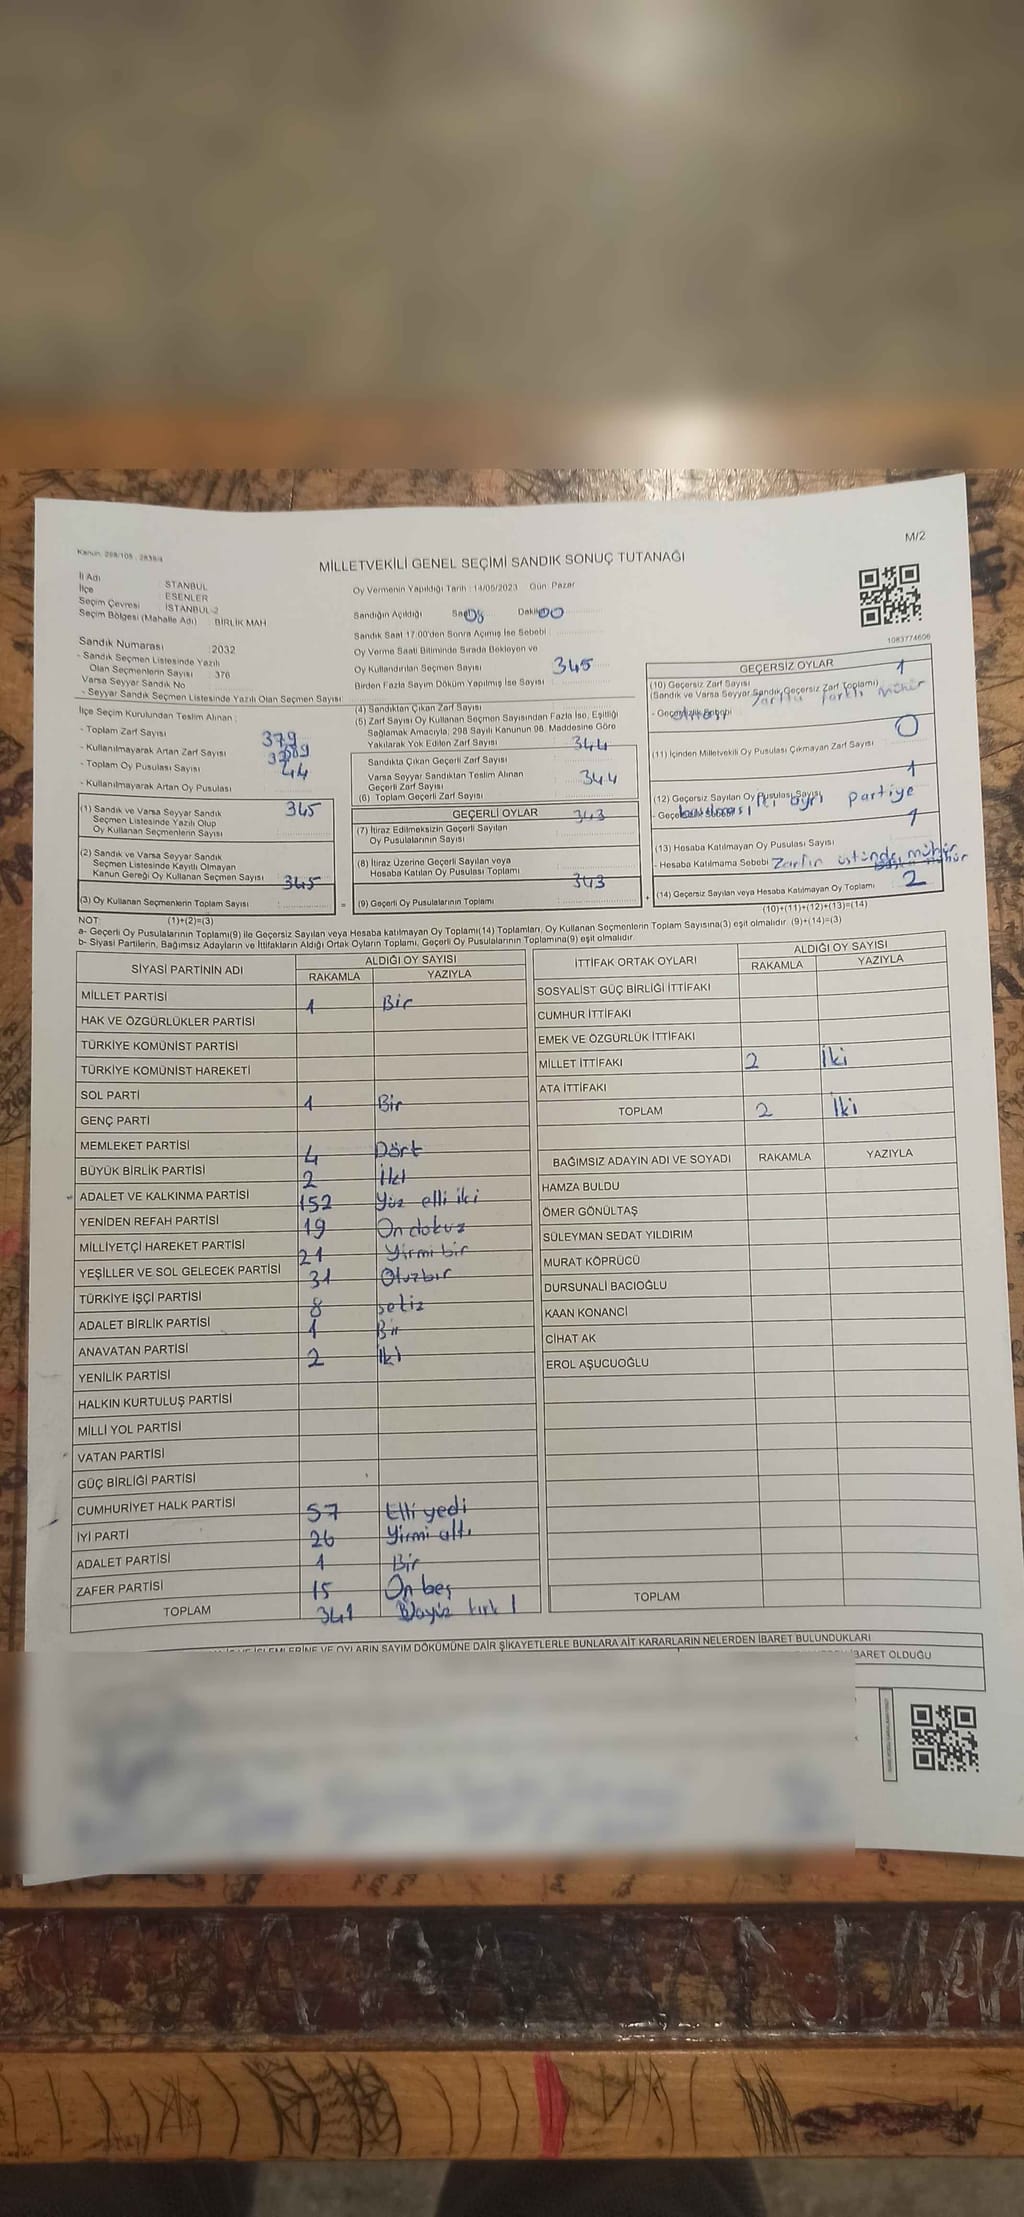 M/2
Kanun: 298/105 , 2839/4
MİLLETVEKİLİ GENEL SEÇİMİ SANDIK SONUÇ TUTANAĞI
İl Adı STANBUL
İlçe ESENLER
Seçim Çevresi İSTANBUL-2
Seçim Bölgesi (Mahalle Adı) BİRLİK MAH
Sandık Numarası :2032
- Sandık Seçmen Listesinde Yazılı
Olan Seçmenlerin Sayısı : 376
Varsa Seyyar Sandık No
- Seyyar Sandık Seçmen Listesinde Yazılı Olan Seçmen Sayısı
Oy Vermenin Yapıldığı Tarih : 14/05/2023 Gün: Pazar
Sandığın Açıldığı Saat 08 Dakika 00
Sandık Saat 17:00'den Sonra Açımış İse Sebebi
Oy Verme Saati Bitiminde Sırada Bekleyen ve
Oy Kullandırılan Seçmen Sayısı 345
Birden Fazla Sayım Döküm Yapılmış İse Sayısı
1083774606
İlçe Seçim Kurulundan Teslim Alınan :
- Toplam Zarf Sayısı 379
- Kullanılmayarak Artan Zarf Sayısı
- Toplam Oy Pusulası Sayısı 44
- Kullanılmayarak Artan Oy Pusulası
(1) Sandık ve Varsa Seyyar Sandık 345
Seçmen Listesinde Yazılı Olup
Oy Kullanan Seçmenlerin Sayısı
(2) Sandık ve Varsa Seyyar Sandık
Seçmen Listesinde Kayıtlı Olmayan
Kanun Gereği Oy Kullanan Seçmen Sayısı 345
(3) Oy Kullanan Seçmenlerin Toplam Sayısı
(4) Sandıktan Çıkan Zarf Sayısı
(5) Zarf Sayısı Oy Kullanan Seçmen Sayısından Fazla İse, Eşitliği
Sağlamak Amacıyla, 298 Sayılı Kanunun 98. Maddesine Göre
Yakılarak Yok Edilen Zarf Sayısı 344
Sandıkta Çıkan Geçerli Zarf Sayısı
Varsa Seyyar Sandıktan Teslim Alınan
Geçerli Zarf Sayısı 344
(6) Toplam Geçerli Zarf Sayısı
GEÇERLİ OYLAR 343
(7) İtiraz Edilmeksizin Geçerli Sayılan
Oy Pusulalarının Sayısı
(8) İtiraz Üzerine Geçerli Sayılan veya
Hesaba Katılan Oy Pusulası Toplamı
343
(9) Geçerli Oy Pusulalarının Toplamı
GEÇERSİZ OYLAR 1
(10) Geçersiz Zarf Sayısı
(Sandık ve Varsa Seyyar Sandık Geçersiz Zarf Toplamı)
- Geçersizlik Sebebi Zarfta farklı mühür
0
(11) İçinden Milletvekili Oy Pusulası Çıkmayan Zarf Sayısı
1
(12) Geçersiz Sayılan Oy Pusulası Sayısı
iki ayrı partiye
1
(13) Hesaba Katılmayan Oy Pusulası Sayısı
- Hesaba Katılmama Sebebi Zarfın üstünde mühür
2
(14) Geçersiz Sayılan veya Hesaba Katılmayan Oy Toplamı
NOT: (1)+(2)=(3)
(10)+(11)+(12)+(13)=(14)
a- Geçerli Oy Pusulalarının Toplamı(9) ile Geçersiz Sayılan veya Hesaba katılmayan Oy Toplamı(14) Toplamları, Oy Kullanan Seçmenlerin Toplam Sayısına(3) eşit olmalıdır. (9)+(14)=(3)
b- Siyasi Partilerin, Bağımsız Adayların ve İttifakların Aldığı Ortak Oyların Toplamı, Geçerli Oy Pusulalarının Toplamına(9) eşit olmalıdır.
SİYASİ PARTİNİN ADI ALDIĞI OY SAYISI
RAKAMLA YAZIYLA
MİLLET PARTİSİ 1 Bir
HAK VE ÖZGÜRLÜKLER PARTİSİ
TÜRKİYE KOMÜNİST PARTİSİ
TÜRKİYE KOMÜNİST HAREKETİ
SOL PARTİ 1 Bir
GENÇ PARTİ
MEMLEKET PARTİSİ 4 Dört
BÜYÜK BİRLİK PARTİSİ 2 İki
ADALET VE KALKINMA PARTİSİ 152 Yüz elli iki
YENİDEN REFAH PARTİSİ 19 On dokuz
MİLLİYETÇİ HAREKET PARTİSİ 21 Yirmi bir
YEŞİLLER VE SOL GELECEK PARTİSİ 31 Otuzbir
TÜRKİYE İŞÇİ PARTİSİ 8 sekiz
ADALET BİRLİK PARTİSİ 1 Bir
ANAVATAN PARTİSİ 2 İki
YENİLİK PARTİSİ
HALKIN KURTULUŞ PARTİSİ
MİLLİ YOL PARTİSİ
VATAN PARTİSİ
GÜÇ BİRLİĞİ PARTİSİ
CUMHURİYET HALK PARTİSİ 57 Elli yedi
İYİ PARTİ 26 Yirmi altı
ADALET PARTİSİ 1 Bir
ZAFER PARTİSİ 15 On beş
TOPLAM 341
İTTİFAK ORTAK OYLARI ALDIĞI OY SAYISI
RAKAMLA YAZIYLA
SOSYALİST GÜÇ BİRLİĞİ İTTİFAKI
CUMHUR İTTİFAKI
EMEK VE ÖZGÜRLÜK İTTİFAKI
MİLLET İTTİFAKI 2 İki
ATA İTTİFAKI
TOPLAM 2 İki
BAĞIMSIZ ADAYIN ADI VE SOYADI RAKAMLA YAZIYLA
HAMZA BULDU
ÖMER GÖNÜLTAŞ
SÜLEYMAN SEDAT YILDIRIM
MURAT KÖPRÜCÜ
DURSUNALİ BACIOĞLU
KAAN KONANCİ
CİHAT AK
EROL AŞUCUOĞLU
TOPLAM
OYLARIN SAYIM DÖKÜMÜNE DAİR ŞİKAYETLERLE BUNLARA AİT KARARLARIN NELERDEN İBARET BULUNDUKLARI
İBARET OLDUĞU